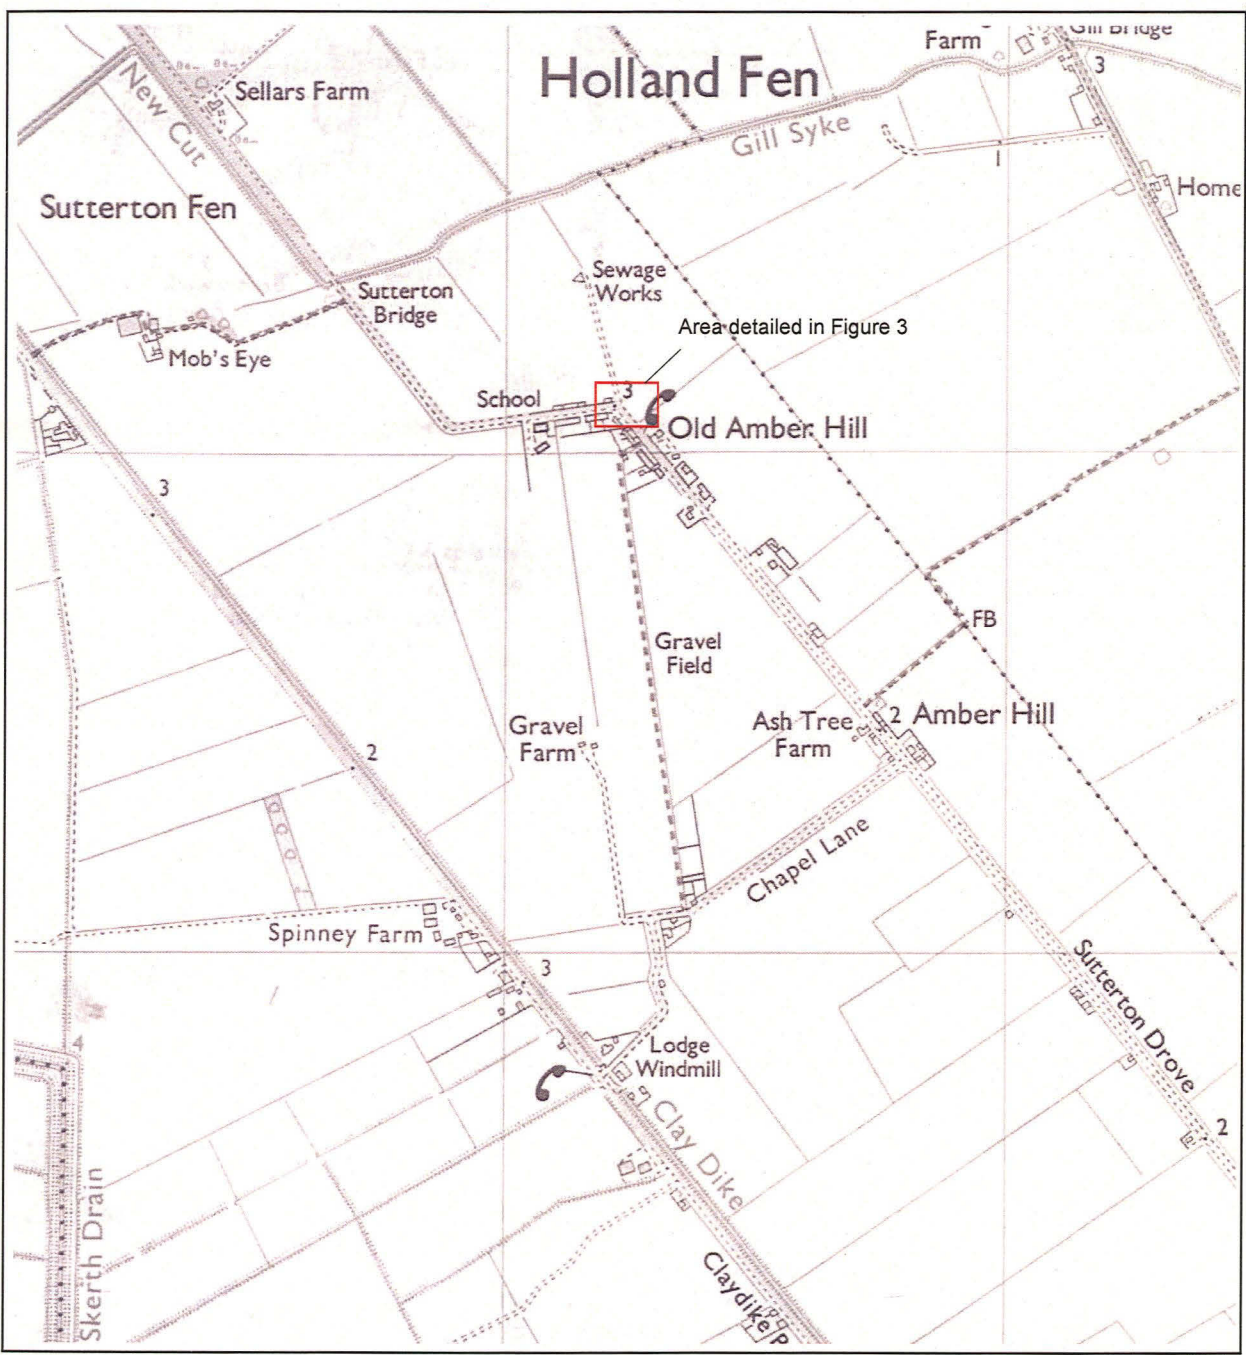 Farm
Gill Bridge
3
Holland Fen
Sellars Farm
New Cut
Gill Syke
1
Home
Sutterton Fen
Sewage
Works
Sutterton
Bridge
Area detailed in Figure 3
Mob's Eye
School
3
Old Amber Hill
3
FB
Gravel
Field
Gravel
Farm
Ash Tree
Farm
2
Amber Hill
2
Chapel Lane
Spinney Farm
3
Sutterton Drove
4
Lodge
Windmill
Clay Dike
2
Skerth Drain
Claydike P